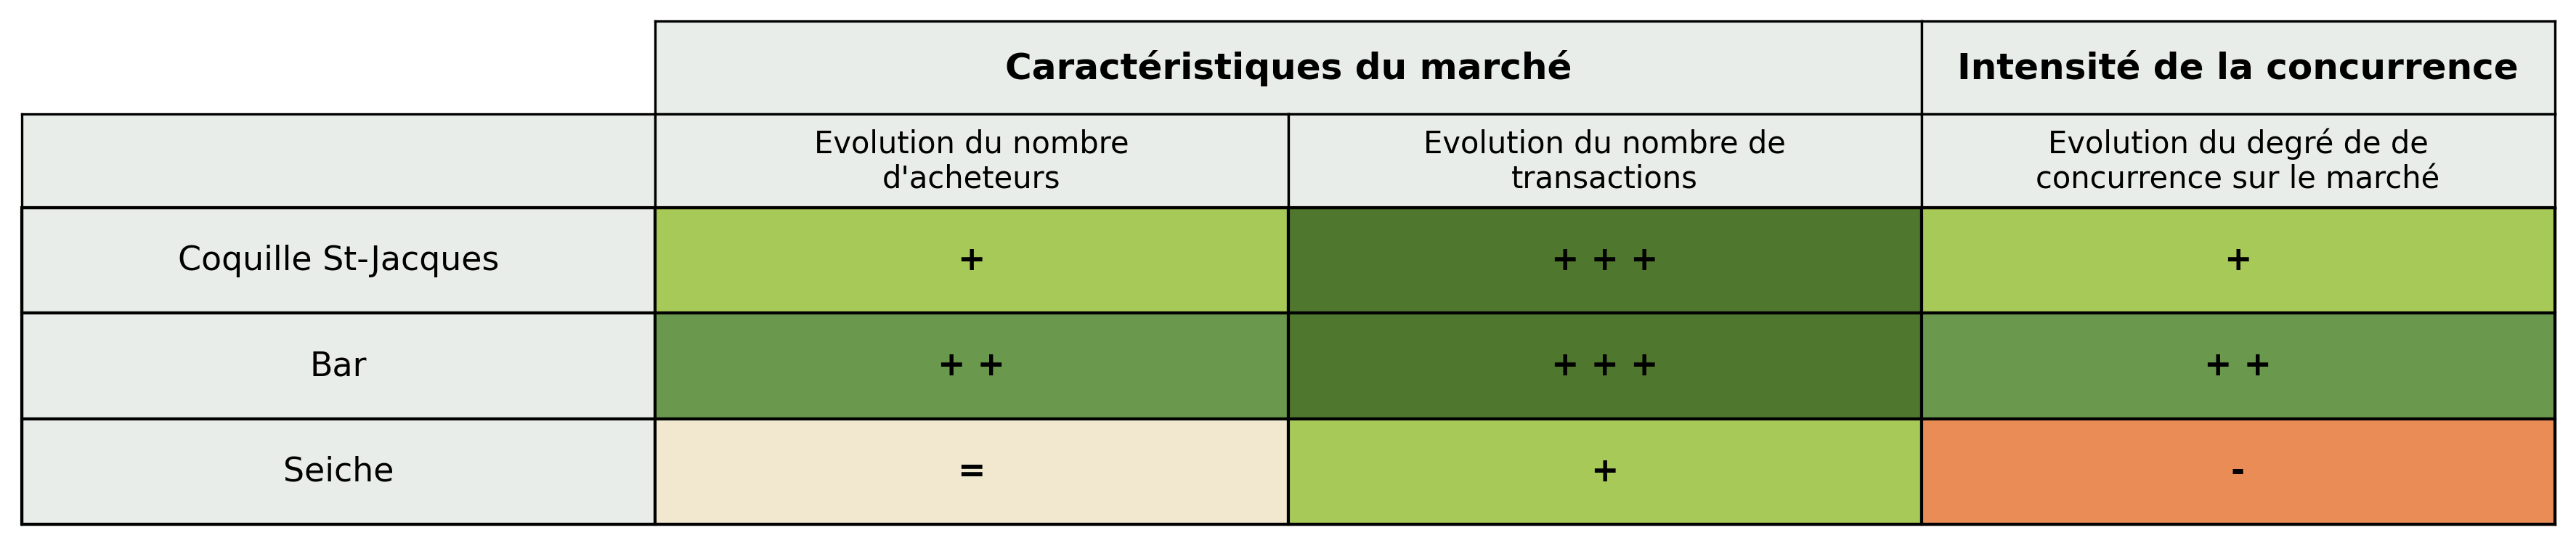 Caractéristiques du marché
Intensité de la concurrence
Evolution du nombre
d'acheteurs
Evolution du nombre de
transactions
Evolution du degré de de
concurrence sur le marché
Coquille St-Jacques
+
+ + +
+
Bar
+ +
+ + +
+ +
Seiche
=
+
-